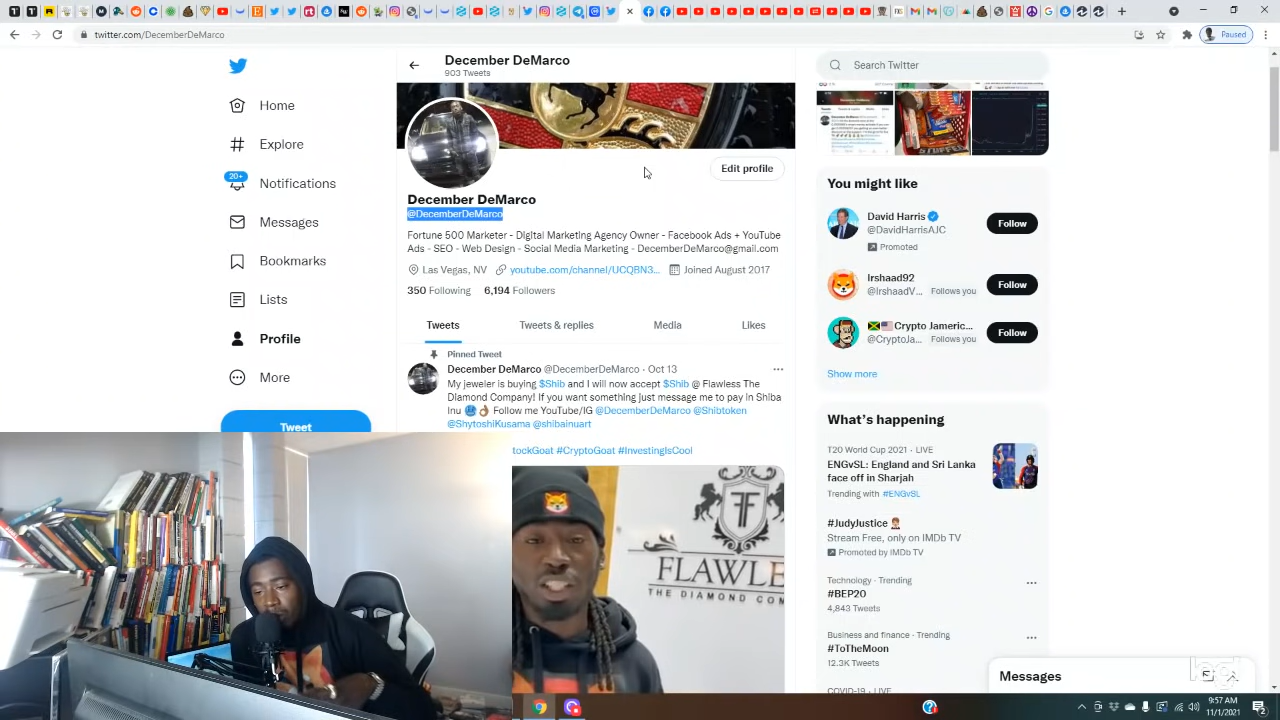 twitter.com/DecemberDeMarco
Paused
December DeMarco
903 Tweets
Search Twitter
Notifications
20+
Messages
Bookmarks
Lists
Profile
More
Tweet
Edit profile
December DeMarco
@DecemberDeMarco
Fortune 500 Marketer - Digital Marketing Agency Owner - Facebook Ads + YouTube
Ads - SEO - Web Design - Social Media Marketing - DecemberDeMarco@gmail.com
Las Vegas, NV youtube.com/channel/UCQBN3... Joined August 2017
350 Following 6,194 Followers
Tweets Tweets & replies Media Likes
Pinned Tweet
December DeMarco @DecemberDeMarco · Oct 13
My jeweler is buying $Shib and I will now accept $Shib @ Flawless The
Diamond Company! If you want something just message me to pay in Shiba
Inu Follow me YouTube/IG @DecemberDeMarco @Shibtoken
@ShytoshiKusama @shibainuart
tockGoat #CryptoGoat #InvestingIsCool
FLAWLE
THE DIAMOND COM
You might like
David Harris
@DavidHarrisAJC
Follow
Promoted
Irshaad92
@IrshaadV... Follows you
Follow
Crypto Jameric...
@CryptoJa... Follows you
Follow
Show more
What's happening
T20 World Cup 2021 · LIVE
ENGvSL: England and Sri Lanka
face off in Sharjah
Trending with #ENGvSL
#JudyJustice
Stream Free, only on IMDb TV
Promoted by IMDb TV
Technology · Trending
#BEP20
4,843 Tweets
Business and finance · Trending
#ToTheMoon
12.3K Tweets
COVID-19 · LIVE
Messages
logi
9:57 AM
11/1/2021